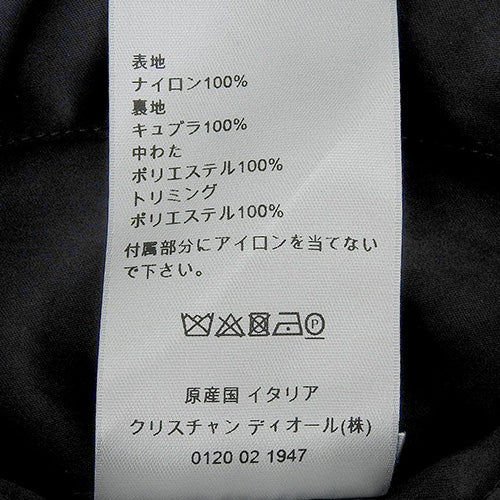 表地
ナイロン100%
裏地
キュプラ100%
中わた
ポリエステル100%
トリミング
ポリエステル100%
付属部分にアイロンを当てない
で下さい。
P
原産国 イタリア
クリスチャン ディオール(株)
0120 02 1947